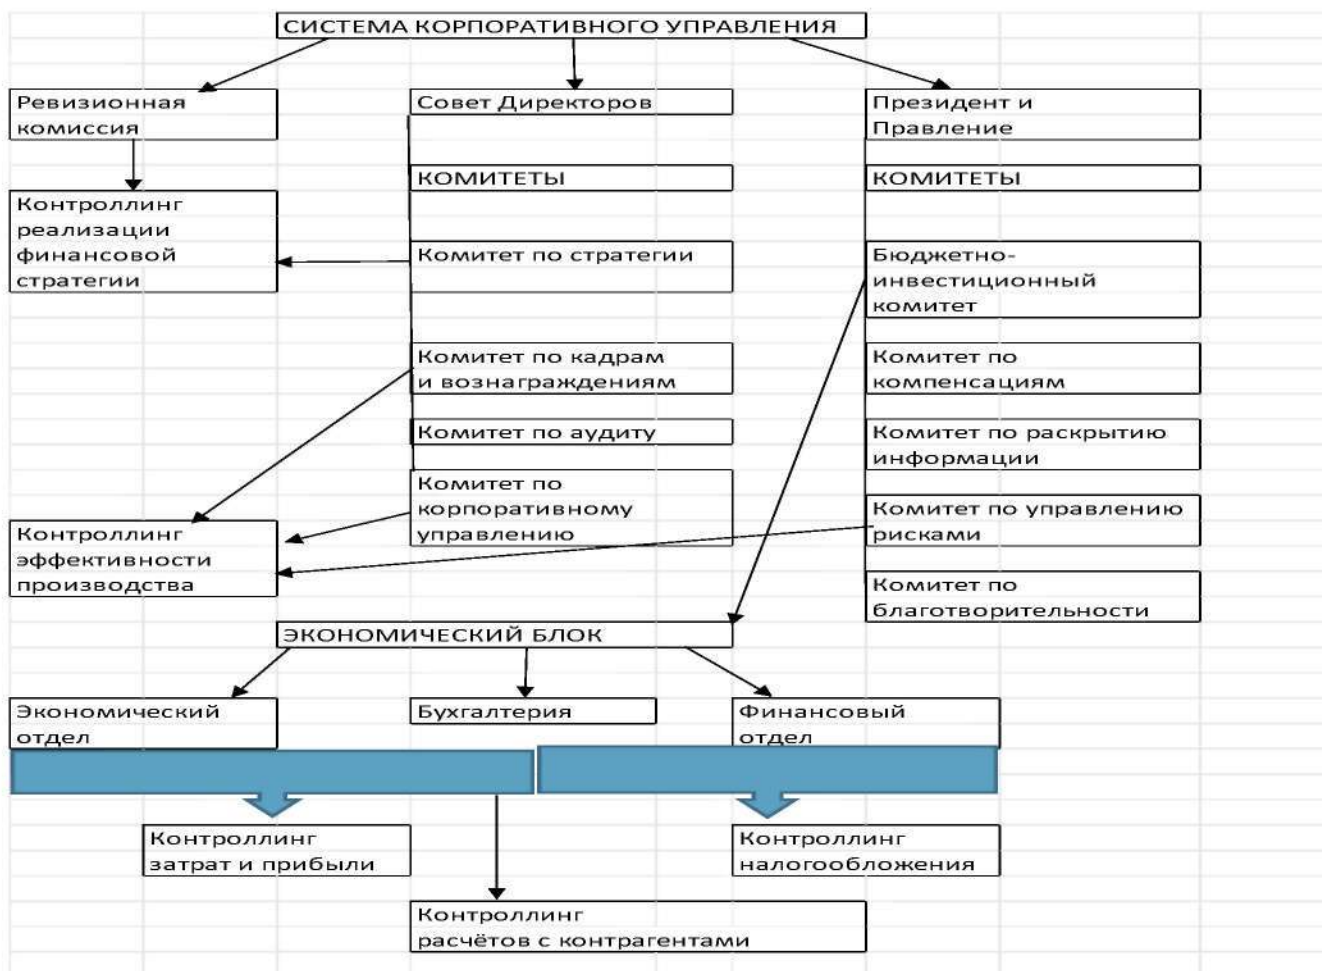 СИСТЕМА КОРПОРАТИВНОГО УПРАВЛЕНИЯ
Ревизионная
комиссия
Совет Директоров
Президент и
Правление
КОМИТЕТЫ
КОМИТЕТЫ
Контроллинг
реализации
финансовой
стратегии
Комитет по стратегии
Бюджетно-
инвестиционный
комитет
Комитет по кадрам
и вознаграждениям
Комитет по
компенсациям
Комитет по аудиту
Комитет по раскрытию
информации
Комитет по
корпоративному
управлению
Комитет по управлению
рисками
Контроллинг
эффективности
производства
Комитет по
благотворительности
ЭКОНОМИЧЕСКИЙ БЛОК
Экономический
отдел
Бухгалтерия
Финансовый
отдел
Контроллинг
затрат и прибыли
Контроллинг
налогообложения
Контроллинг
расчётов с контрагентами